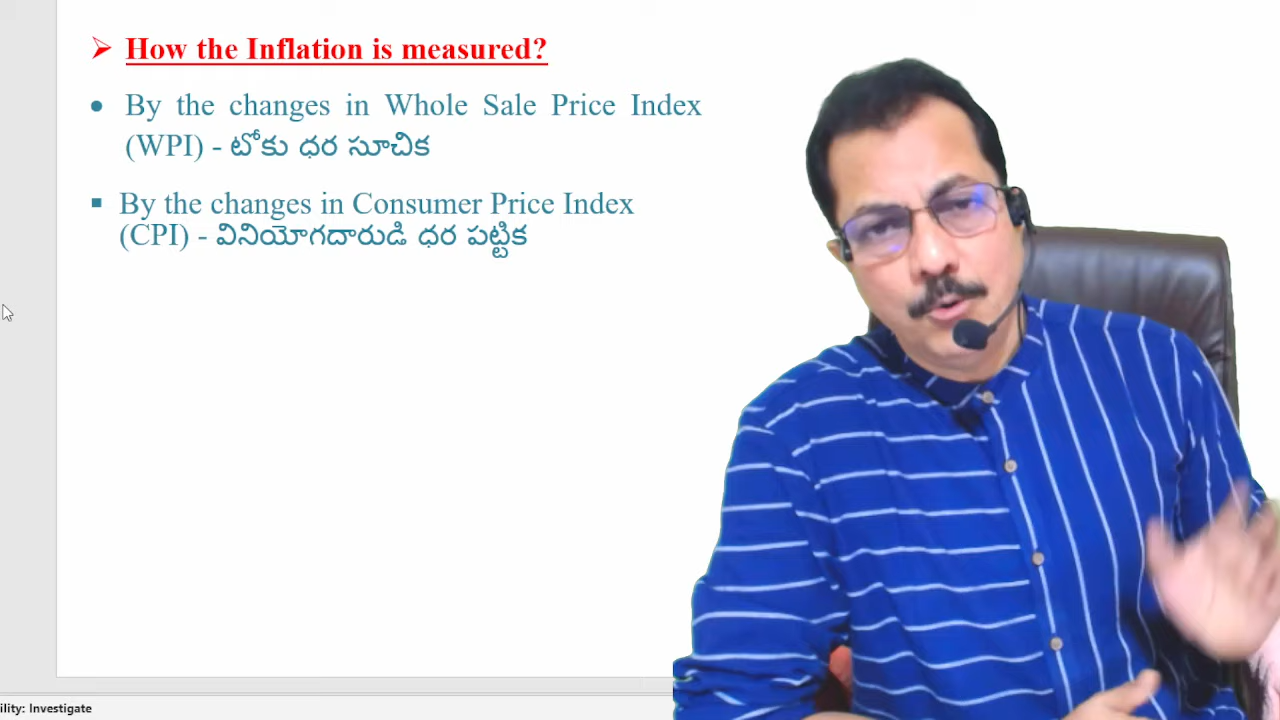 How the Inflation is measured?
By the changes in Whole Sale Price Index
(WPI) - టోకు ధర సూచిక
By the changes in Consumer Price Index
(CPI) - వినియోగదారుడి ధర పట్టిక
ility: Investigate